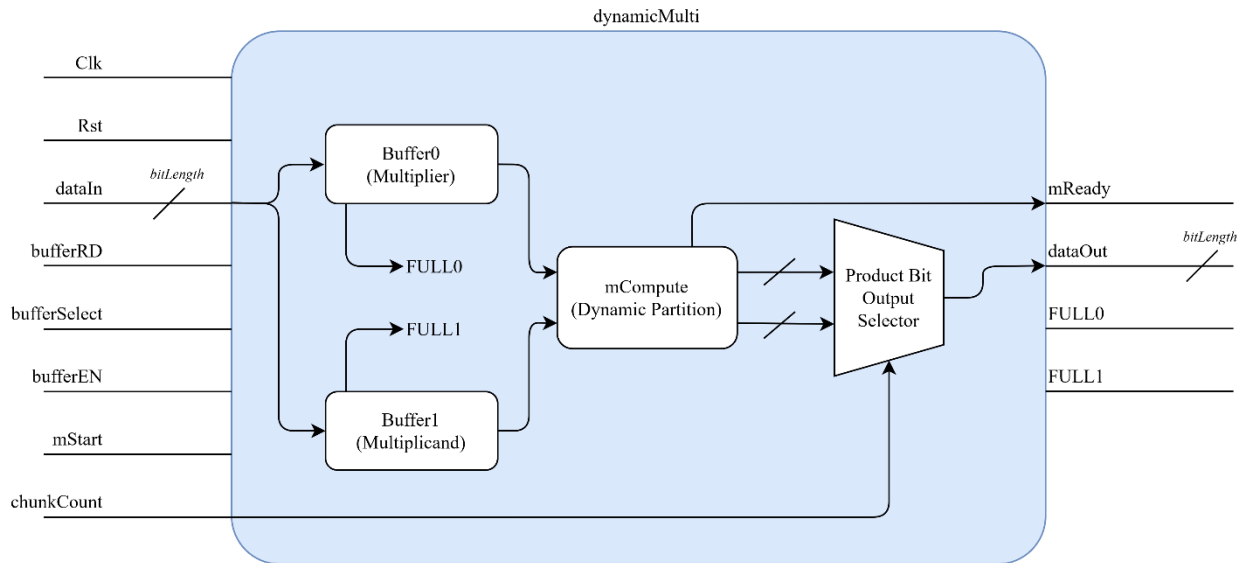 dynamicMulti
Clk
Rst
dataIn
bitLength
bufferRD
bufferSelect
bufferEN
mStart
chunkCount
Buffer0
(Multiplier)
FULL0
FULL1
Buffer1
(Multiplicand)
mCompute
(Dynamic Partition)
Product Bit
Output
Selector
mReady
dataOut
bitLength
FULL0
FULL1